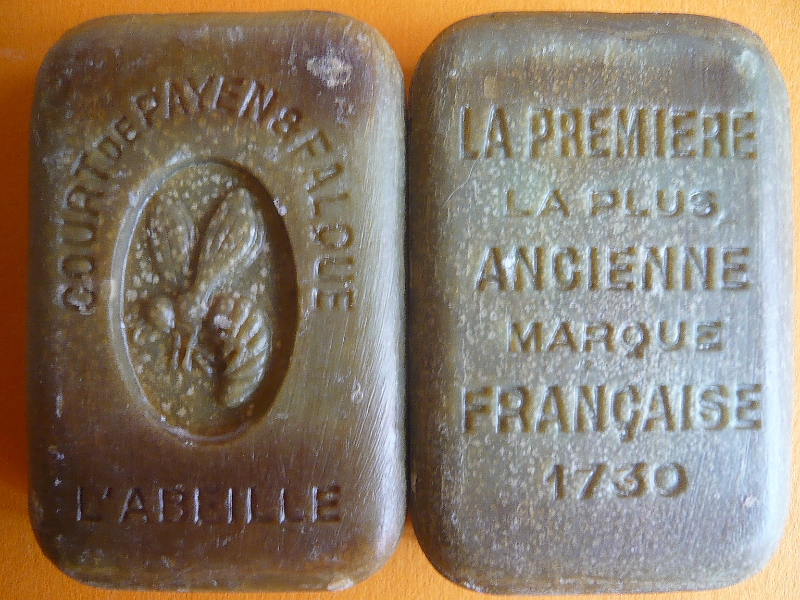 COURT DE PAYEN & FALQUE
L'ABEILLE
LA PREMIERE
LA PLUS
ANCIENNE
MARQUE
FRANÇAISE
1730